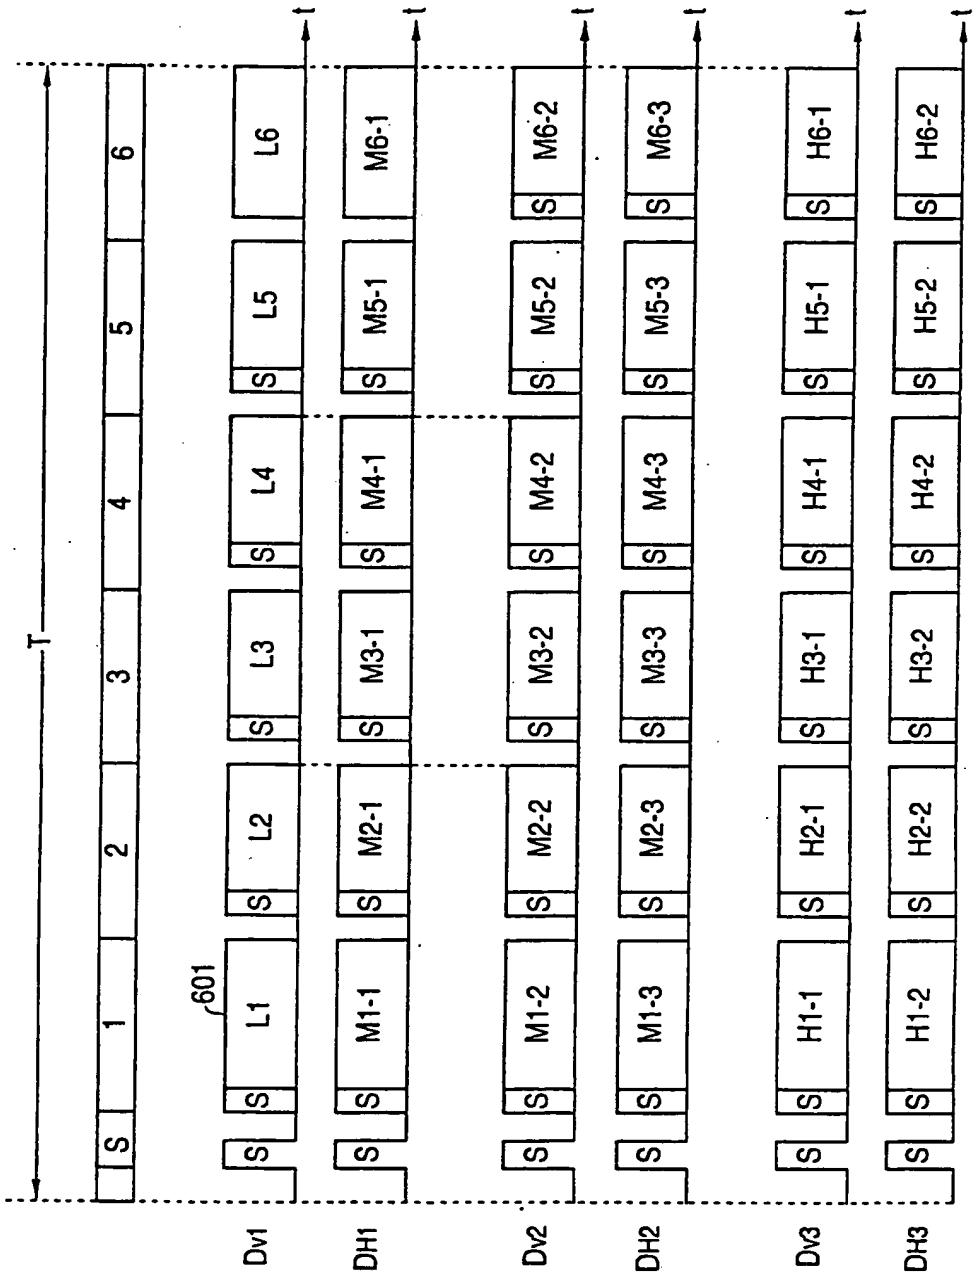 T
S 1 2 3 4 5 6
601
Dv1 S S L1 S L2 S L3 S L4 S L5 L6 t
DH1 S S M1-1 S M2-1 S M3-1 S M4-1 S M5-1 M6-1 t
Dv2 S S M1-2 S M2-2 S M3-2 S M4-2 S M5-2 S M6-2 t
DH2 S S M1-3 S M2-3 S M3-3 S M4-3 S M5-3 S M6-3 t
Dv3 S S H1-1 S H2-1 S H3-1 S H4-1 S H5-1 S H6-1 t
DH3 S S H1-2 S H2-2 S H3-2 S H4-2 S H5-2 S H6-2 t